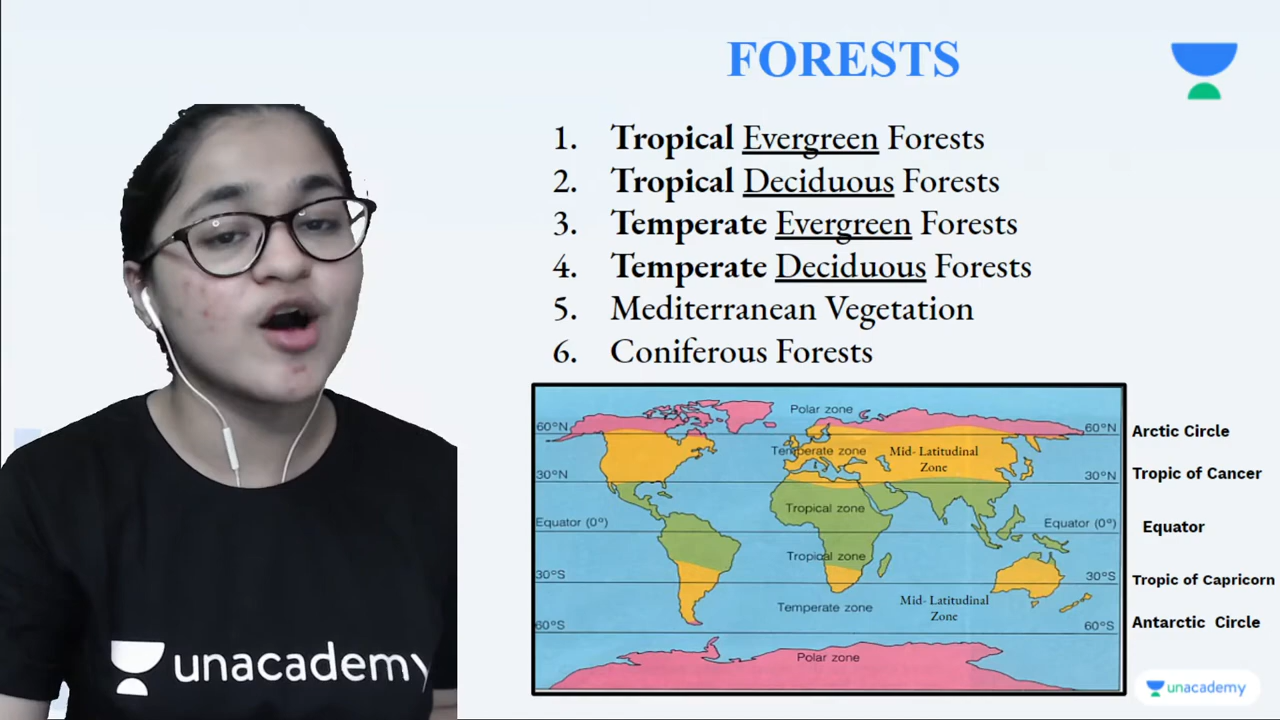 FORESTS
1. Tropical Evergreen Forests
2. Tropical Deciduous Forests
3. Temperate Evergreen Forests
4. Temperate Deciduous Forests
5. Mediterranean Vegetation
6. Coniferous Forests
Polar zone
60°N
60°N
Arctic Circle
Temperate zone
Mid- Latitudinal
Zone
30°N
30°N
Tropic of Cancer
Tropical zone
Equator (0°)
Equator (0°)
Equator
Tropical zone
30°S
30°S
Tropic of Capricorn
Temperate zone
Mid- Latitudinal
Zone
60°S
60°S
Antarctic Circle
Polar zone
unacademy
unacademy